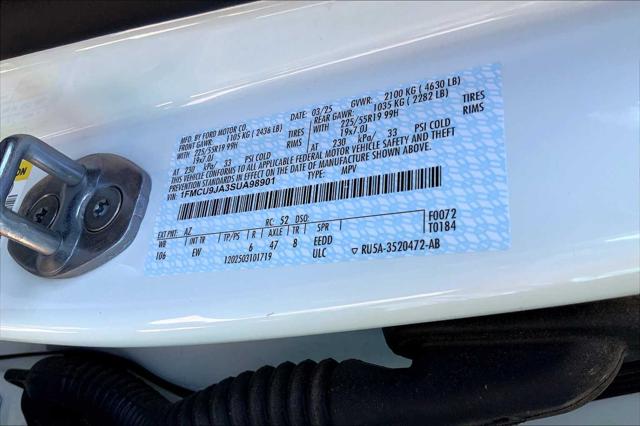 MFD. BY FORD MOTOR CO.
DATE: 03/25 GVWR: 2100 KG ( 4630 LB)
FRONT GAWR: 1105 KG ( 2438 LB) REAR GAWR: 1035 KG ( 2282 LB)
WITH 225/55R19 99H TIRES WITH 225/55R19 99H TIRES
19x7.0J RIMS 19x7.0J RIMS
AT 230 kPa/ 33 PSI COLD AT 230 kPa/ 33 PSI COLD
THIS VEHICLE CONFORMS TO ALL APPLICABLE FEDERAL MOTOR VEHICLE SAFETY AND THEFT
PREVENTION STANDARDS IN EFFECT ON THE DATE OF MANUFACTURE SHOWN ABOVE.
VIN: 1FMCU9JA3SUA98901 TYPE: MPV
EXT PNT: AZ RC: 52 DSO: F0072
WB INT TR TP/PS R AXLE TR SPR T0184
106 EW 6 47 8 EEDD
1202503101719 ULC RU5A-3520472-AB